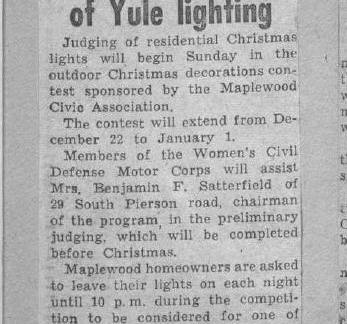 of Yule lighting
Judging of residential Christmas
lights will begin Sunday in the
outdoor Christmas decorations con-
test sponsored by the Maplewood
Civic Association.
The contest will extend from De-
cember 22 to January 1.
Members of the Women's Civil
Defense Motor Corps will assist
Mrs. Benjamin F. Satterfield of
29 South Pierson road, chairman
of the program, in the preliminary
judging, which will be completed
before Christmas.
Maplewood homeowners are asked
to leave their lights on each night
until 10 p. m. during the competi-
tion to be considered for one of